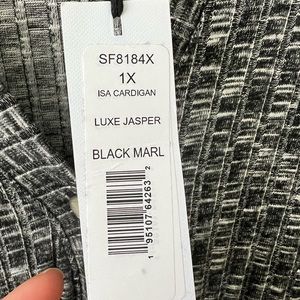 SF8184X
1X
ISA CARDIGAN
LUXE JASPER
BLACK MARL
1 95107 64263 2